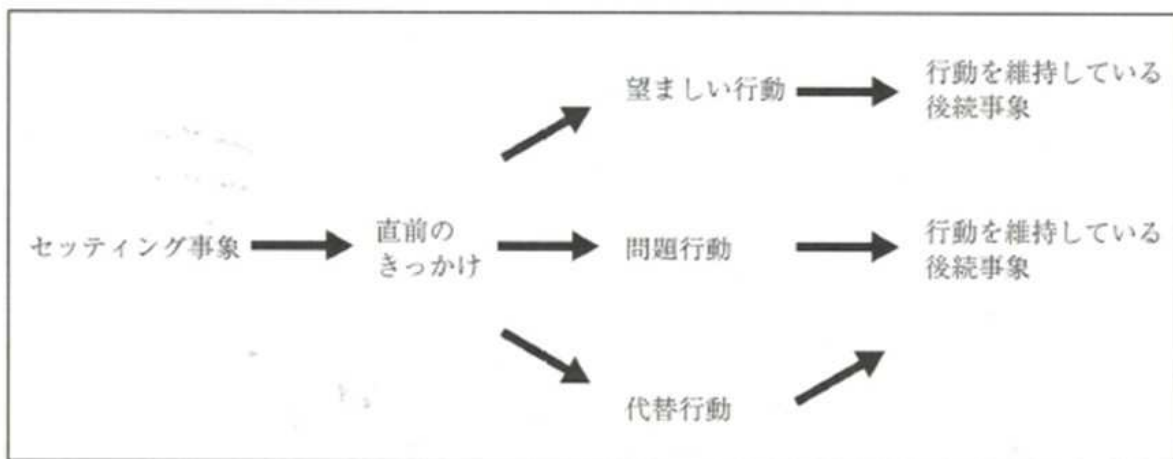 望ましい行動
行動を維持している
後続事象
セッティング事象
直前の
きっかけ
問題行動
行動を維持している
後続事象
代替行動